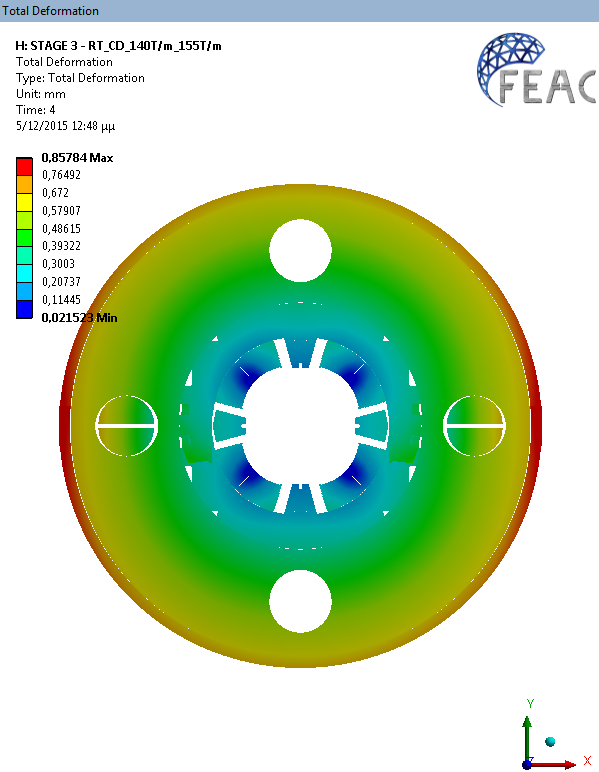 Total Deformation
H: STAGE 3 - RT_CD_140T/m_155T/m
Total Deformation
Type: Total Deformation
Unit: mm
Time: 4
5/12/2015 12:48 μμ
FEAC
0,85784 Max
0,76492
0,672
0,57907
0,48615
0,39322
0,3003
0,20737
0,11445
0,021523 Min
Y
Z
X